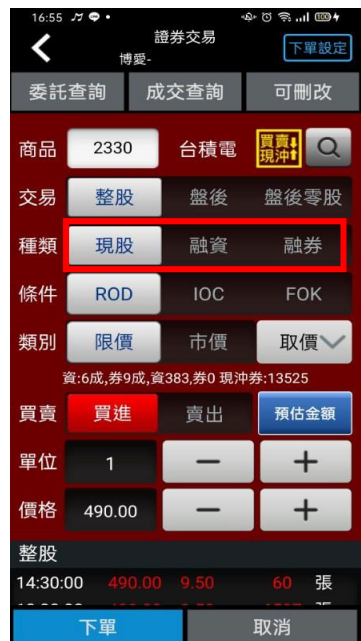 16:55
100
證券交易
博愛-
下單設定
委託查詢 成交查詢 可刪改
商品 2330 台積電 買賣現沖
交易 整股 盤後 盤後零股
種類 現股 融資 融券
條件 ROD IOC FOK
類別 限價 市價 取價
資:6成,券9成,資383,券0 現沖券:13525
買賣 買進 賣出 預估金額
單位 1 — +
價格 490.00 — +
整股
14:30:00 490.00 9.50 60 張
下單 取消